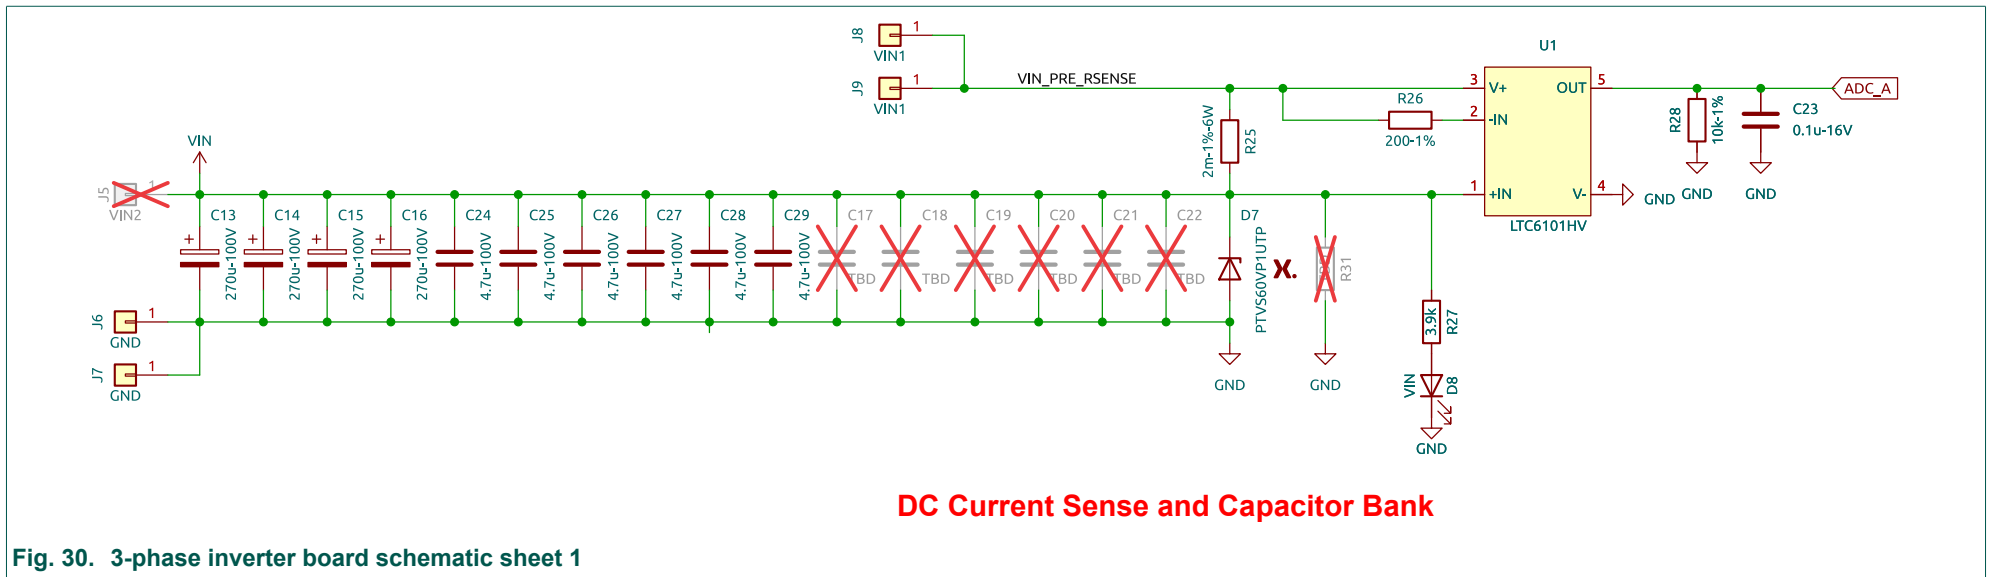 J8
1
VIN1
J9
1
VIN1
VIN_PRE_RSENSE
U1
3
V+
OUT
5
ADC_A
2
-IN
R26
200-1%
R28
10k-1%
C23
0.1u-16V
GND
GND
2m-1%-6W
R25
1
+IN
V-
4
GND
LTC6101HV
VIN
J5
1
VIN2
C13
+
270u-100V
C14
+
270u-100V
C15
+
270u-100V
C16
+
270u-100V
C24
4.7u-100V
C25
4.7u-100V
C26
4.7u-100V
C27
4.7u-100V
C28
4.7u-100V
C29
4.7u-100V
C17
TBD
C18
TBD
C19
TBD
C20
TBD
C21
TBD
C22
TBD
D7
PTVS60VP1UTP
X.
R31
J6
1
GND
J7
1
GND
GND
GND
3.9k
R27
VIN
D8
GND
DC Current Sense and Capacitor Bank
Fig. 30. 3-phase inverter board schematic sheet 1